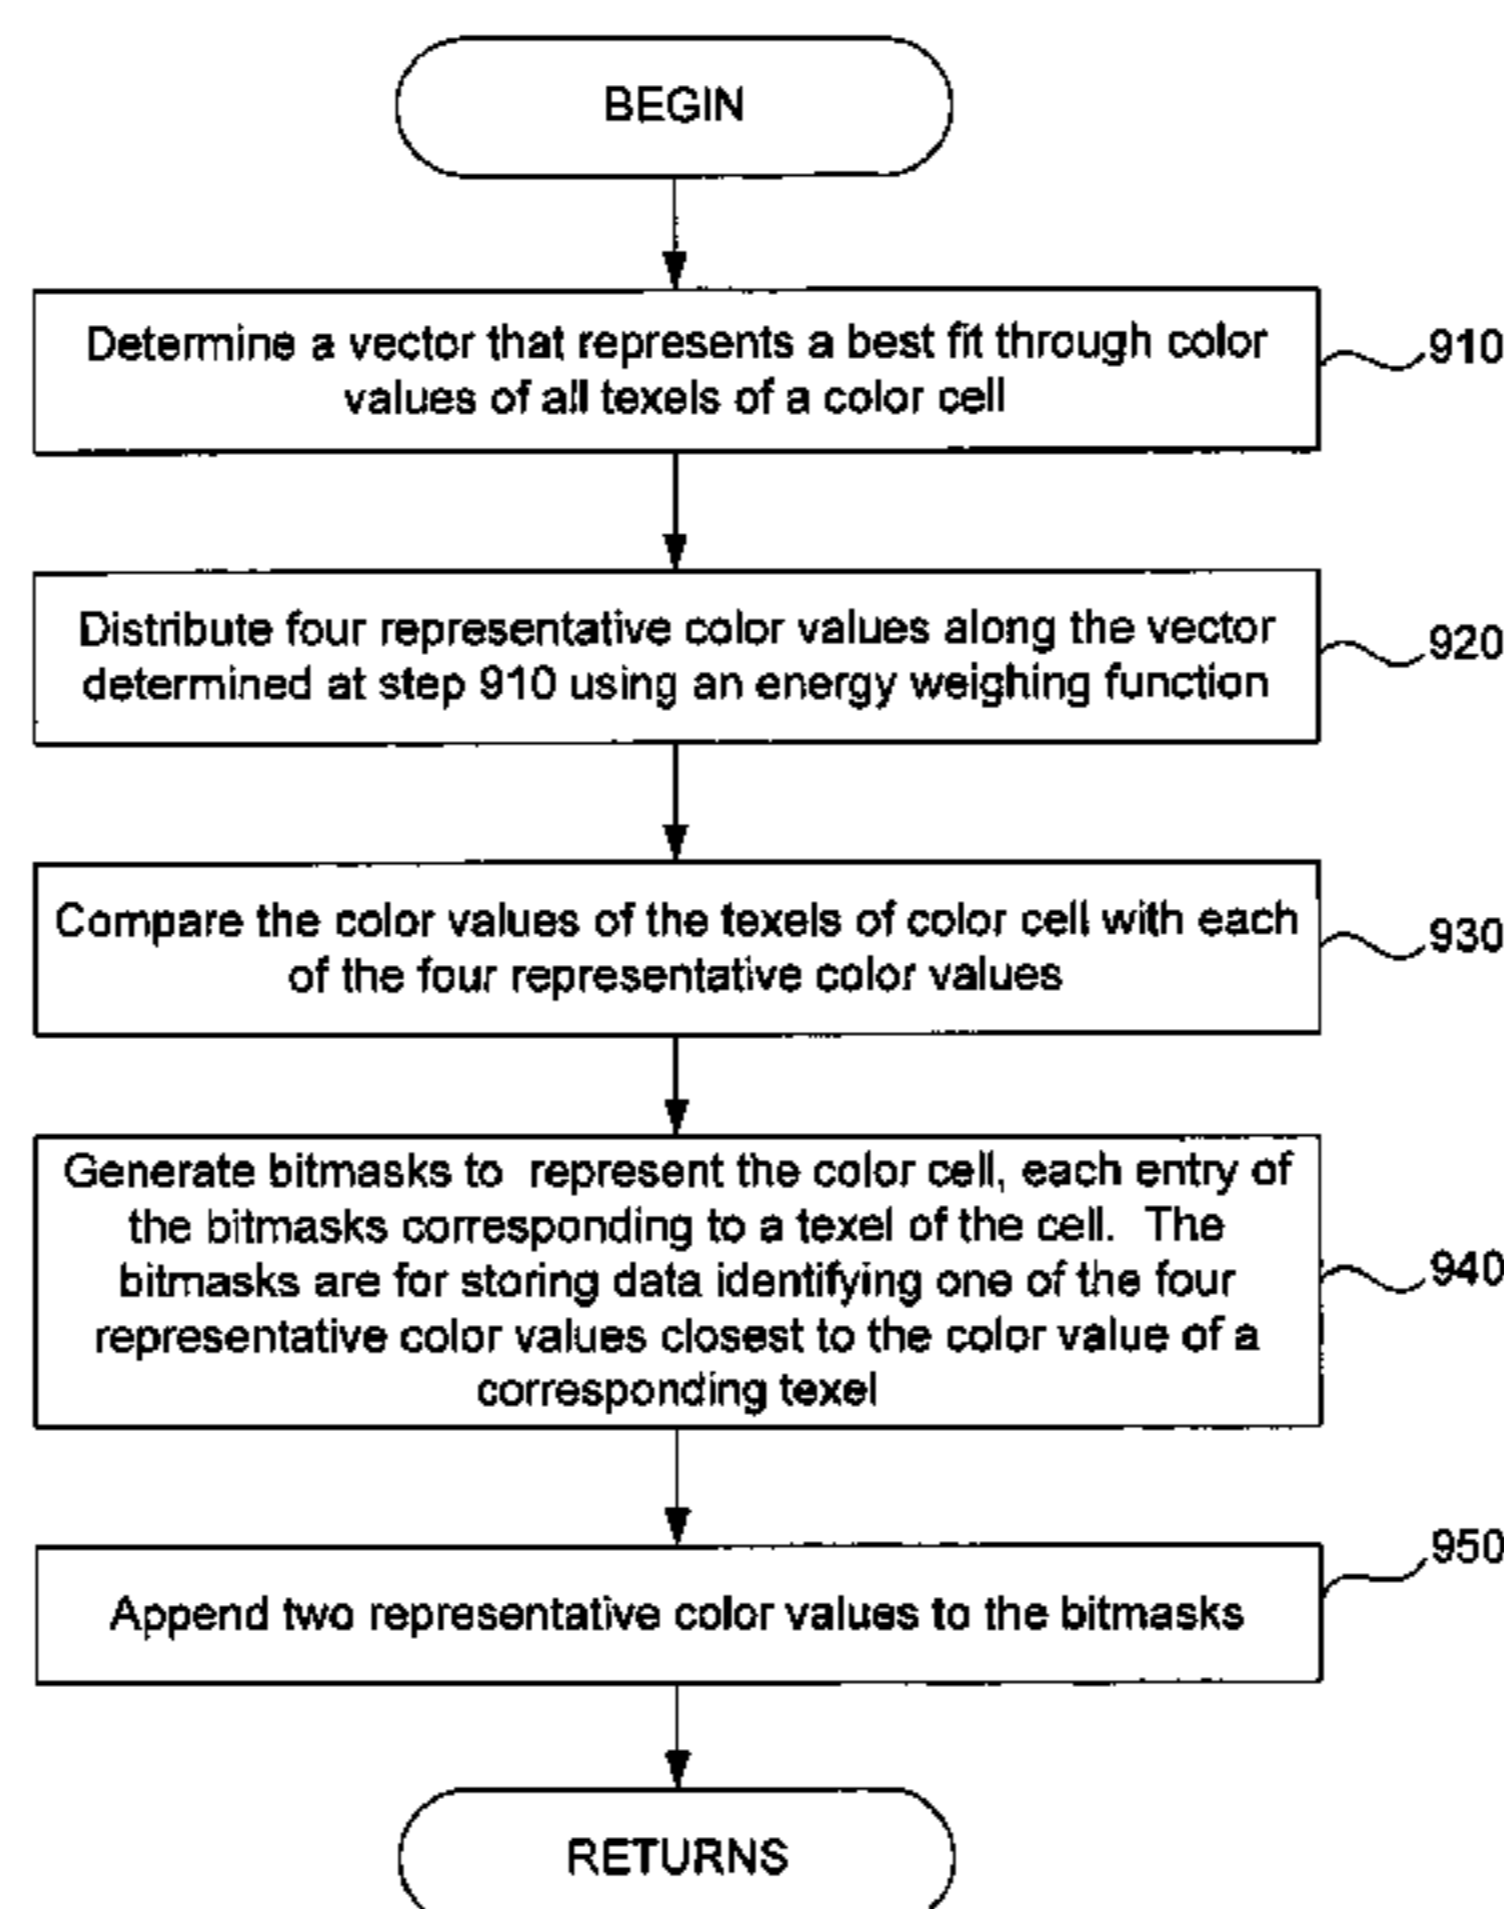 BEGIN
Determine a vector that represents a best fit through color
values of all texels of a color cell
910
Distribute four representative color values along the vector
determined at step 910 using an energy weighing function
920
Compare the color values of the texels of color cell with each
of the four representative color values
930
Generate bitmasks to represent the color cell, each entry of
the bitmasks corresponding to a texel of the cell. The
bitmasks are for storing data identifying one of the four
representative color values closest to the color value of a
corresponding texel
940
Append two representative color values to the bitmasks
950
RETURNS